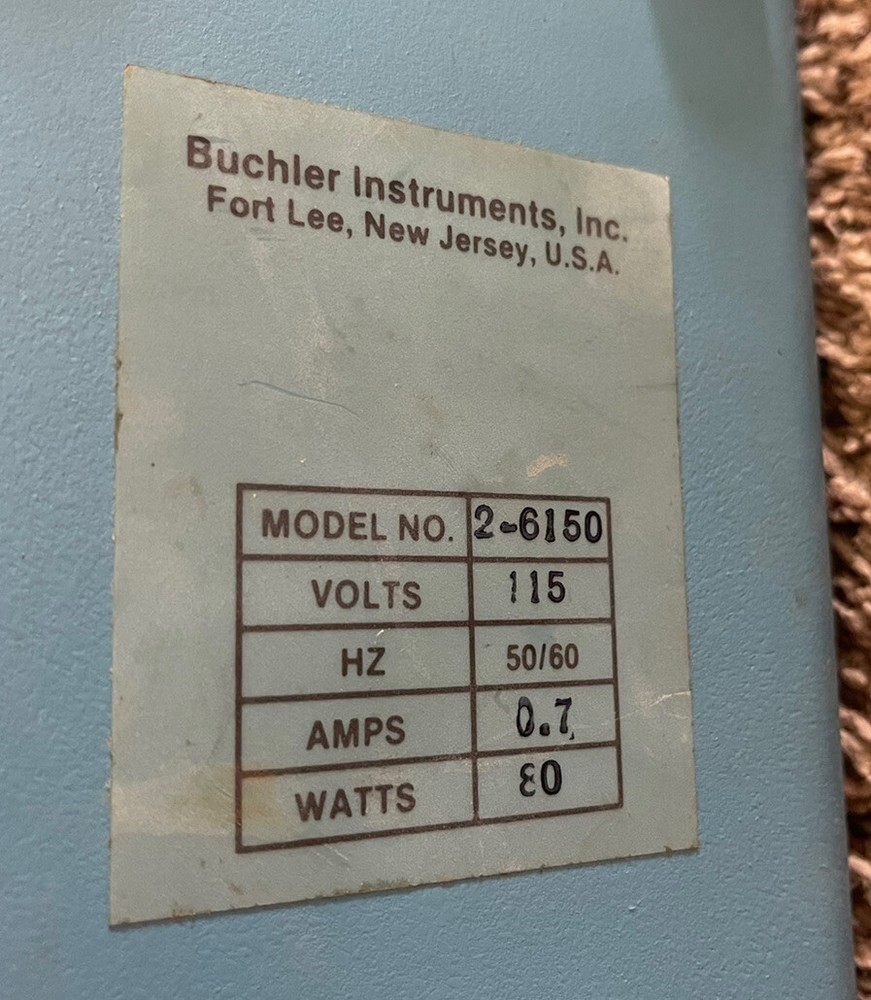 Buchler Instruments, Inc.
Fort Lee, New Jersey, U.S.A.
MODEL NO. 2-6150
VOLTS 115
HZ 50/60
AMPS 0.7
WATTS 80